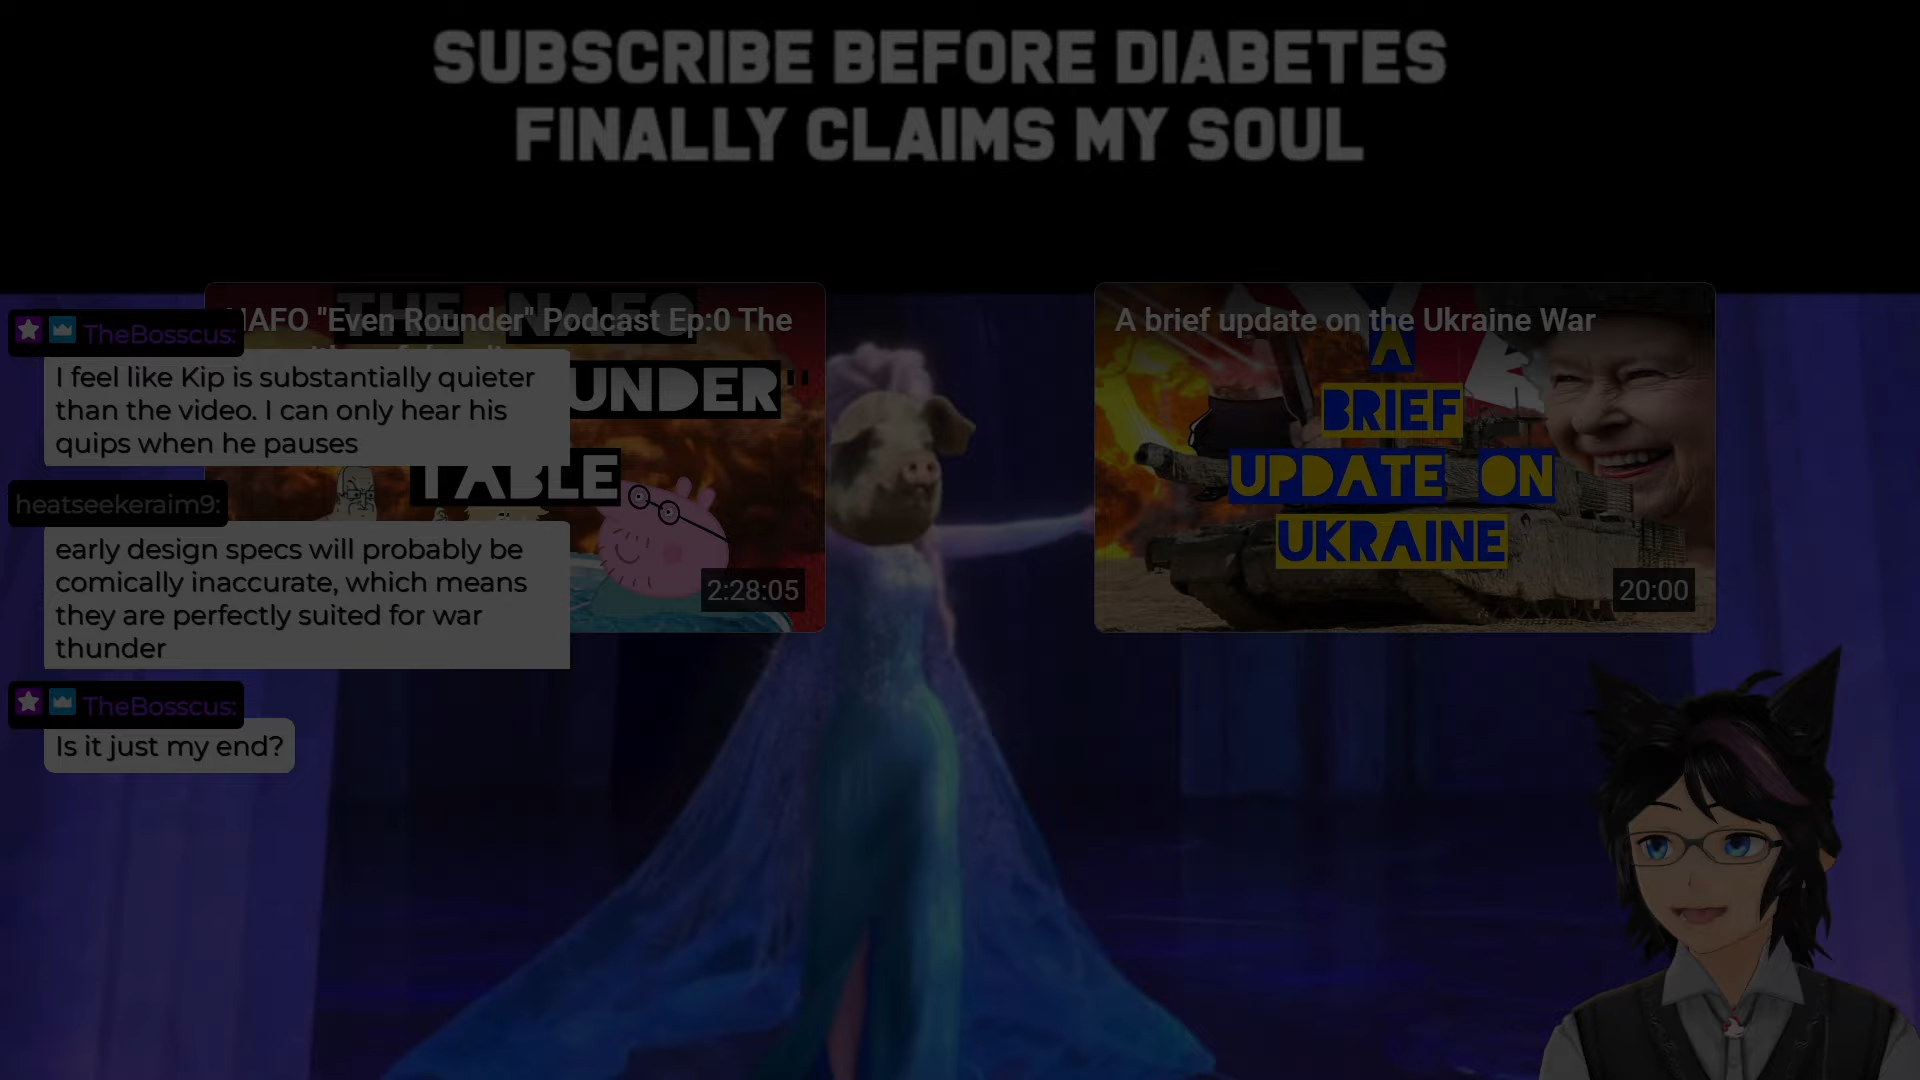 SUBSCRIBE BEFORE DIABETES
FINALLY CLAIMS MY SOUL
NAFO "Even Rounder" Podcast Ep:0 The
THE NAFO
UNDER"
TABLE
2:28:05
A brief update on the Ukraine War
A
BRIEF
UPDATE ON
UKRAINE
20:00
TheBosscus:
I feel like Kip is substantially quieter
than the video. I can only hear his
quips when he pauses
heatseekeraim9:
early design specs will probably be
comically inaccurate, which means
they are perfectly suited for war
thunder
TheBosscus:
Is it just my end?